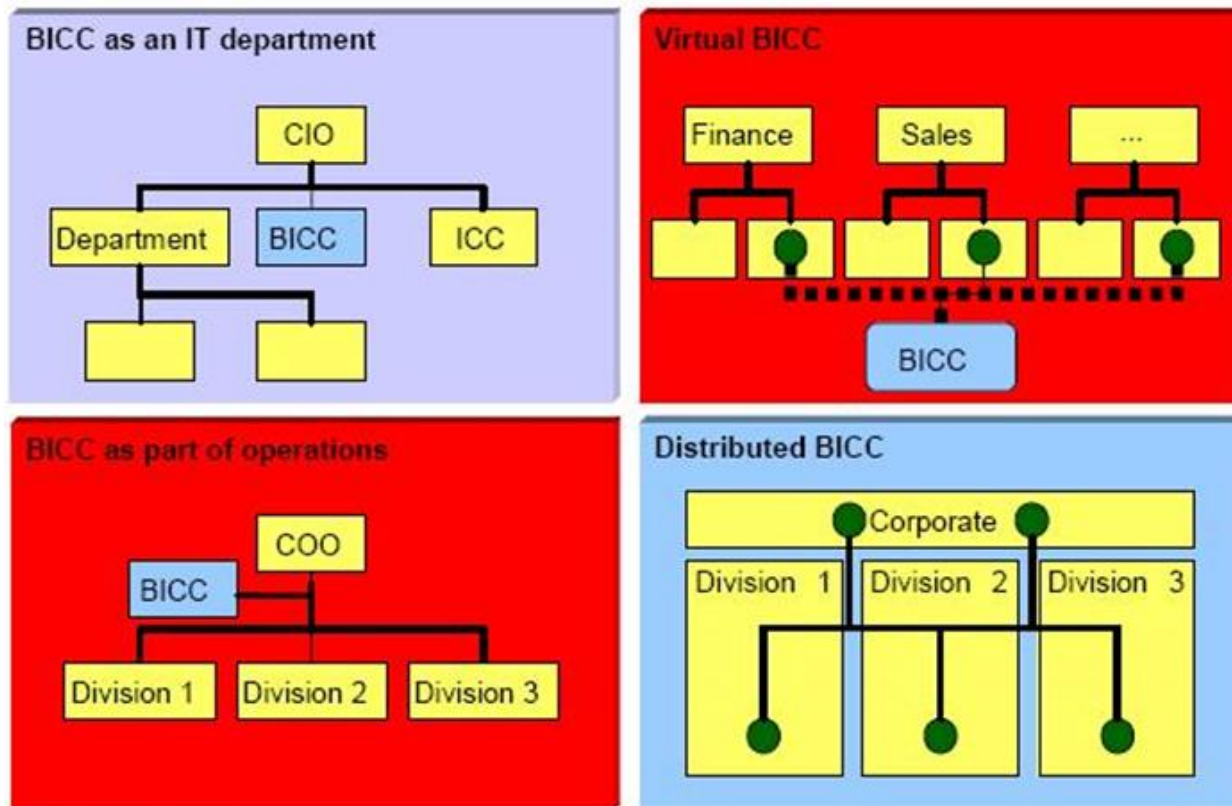 BICC as an IT department
CIO
Department
BICC
ICC
Virtual BICC
Finance
Sales
...
BICC
BICC as part of operations
COO
BICC
Division 1
Division 2
Division 3
Distributed BICC
Corporate
Division 1
Division 2
Division 3